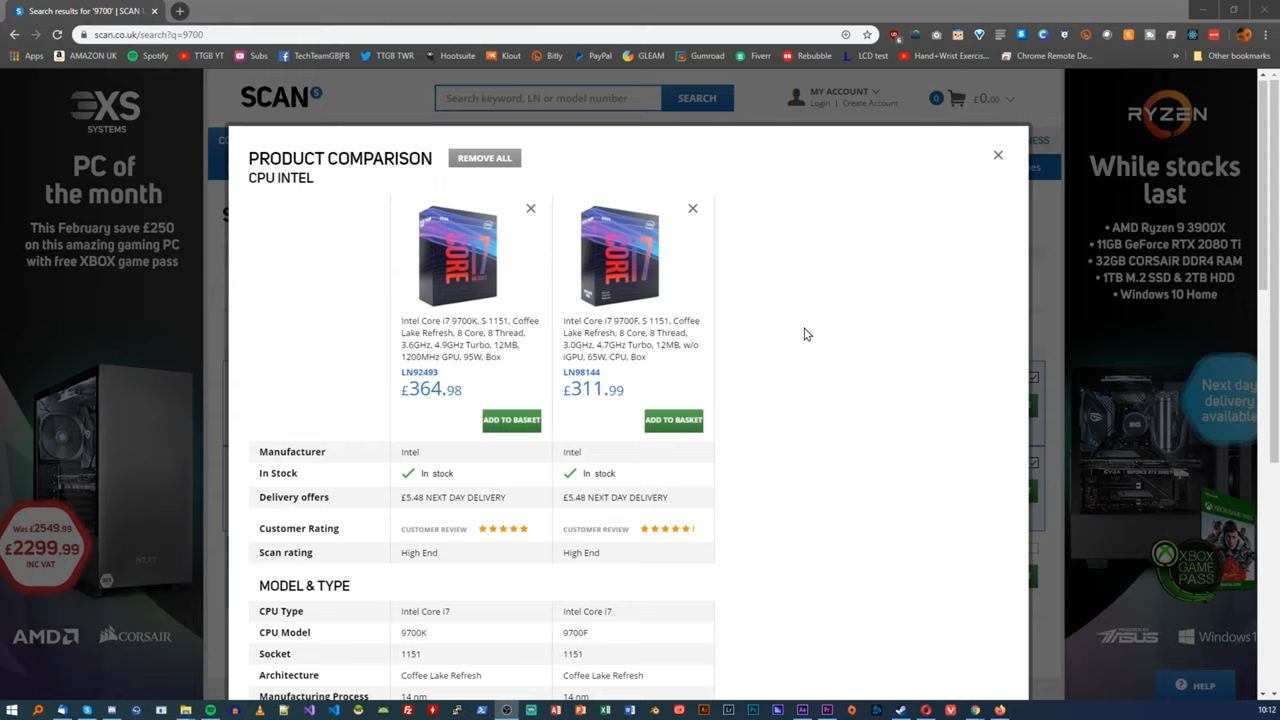 Search results for '9700' | SCAN
scan.co.uk/search?q=9700
Apps AMAZON UK Spotify TTGB YT Subs TechTeamGB|FB TTGB TWR Hootsuite Klout Bitly PayPal GLEAM Gumroad Fiverr Rebubble LCD test Hand+Wrist Exercis... Chrome Remote De... » Other bookmarks
3XS
SYSTEMS
PC of
the month
This February save £250
on this amazing gaming PC
with free XBOX game pass
Was £2549.99
£2299.99
INC VAT
NZXT
AMD CORSAIR
SCAN S
Search keyword, LN or model number SEARCH
MY ACCOUNT
Login | Create Account
0 £0.00
PRODUCT COMPARISON REMOVE ALL
CPU INTEL
Intel Core i7 9700K, S 1151, Coffee
Lake Refresh, 8 Core, 8 Thread,
3.6GHz, 4.9GHz Turbo, 12MB,
1200MHz GPU, 95W, Box
LN92493
£364.98
ADD TO BASKET
Intel Core i7 9700F, S 1151, Coffee
Lake Refresh, 8 Core, 8 Thread,
3.0GHz, 4.7GHz Turbo, 12MB, w/o
iGPU, 65W, CPU, Box
LN98144
£311.99
ADD TO BASKET
Manufacturer Intel Intel
In Stock In stock In stock
Delivery offers £5.48 NEXT DAY DELIVERY £5.48 NEXT DAY DELIVERY
Customer Rating CUSTOMER REVIEW CUSTOMER REVIEW
Scan rating High End High End
MODEL & TYPE
CPU Type Intel Core i7 Intel Core i7
CPU Model 9700K 9700F
Socket 1151 1151
Architecture Coffee Lake Refresh Coffee Lake Refresh
Manufacturing Process 14 nm 14 nm
RYZEN
While stocks
last
• AMD Ryzen 9 3900X
• 11GB GeForce RTX 2080 Ti
• 32GB CORSAIR DDR4 RAM
• 1TB M.2 SSD & 2TB HDD
• Windows 10 Home
Next day
delivery
available
XBOX
GAME
PASS
ASUS Windows1
HELP
10:12